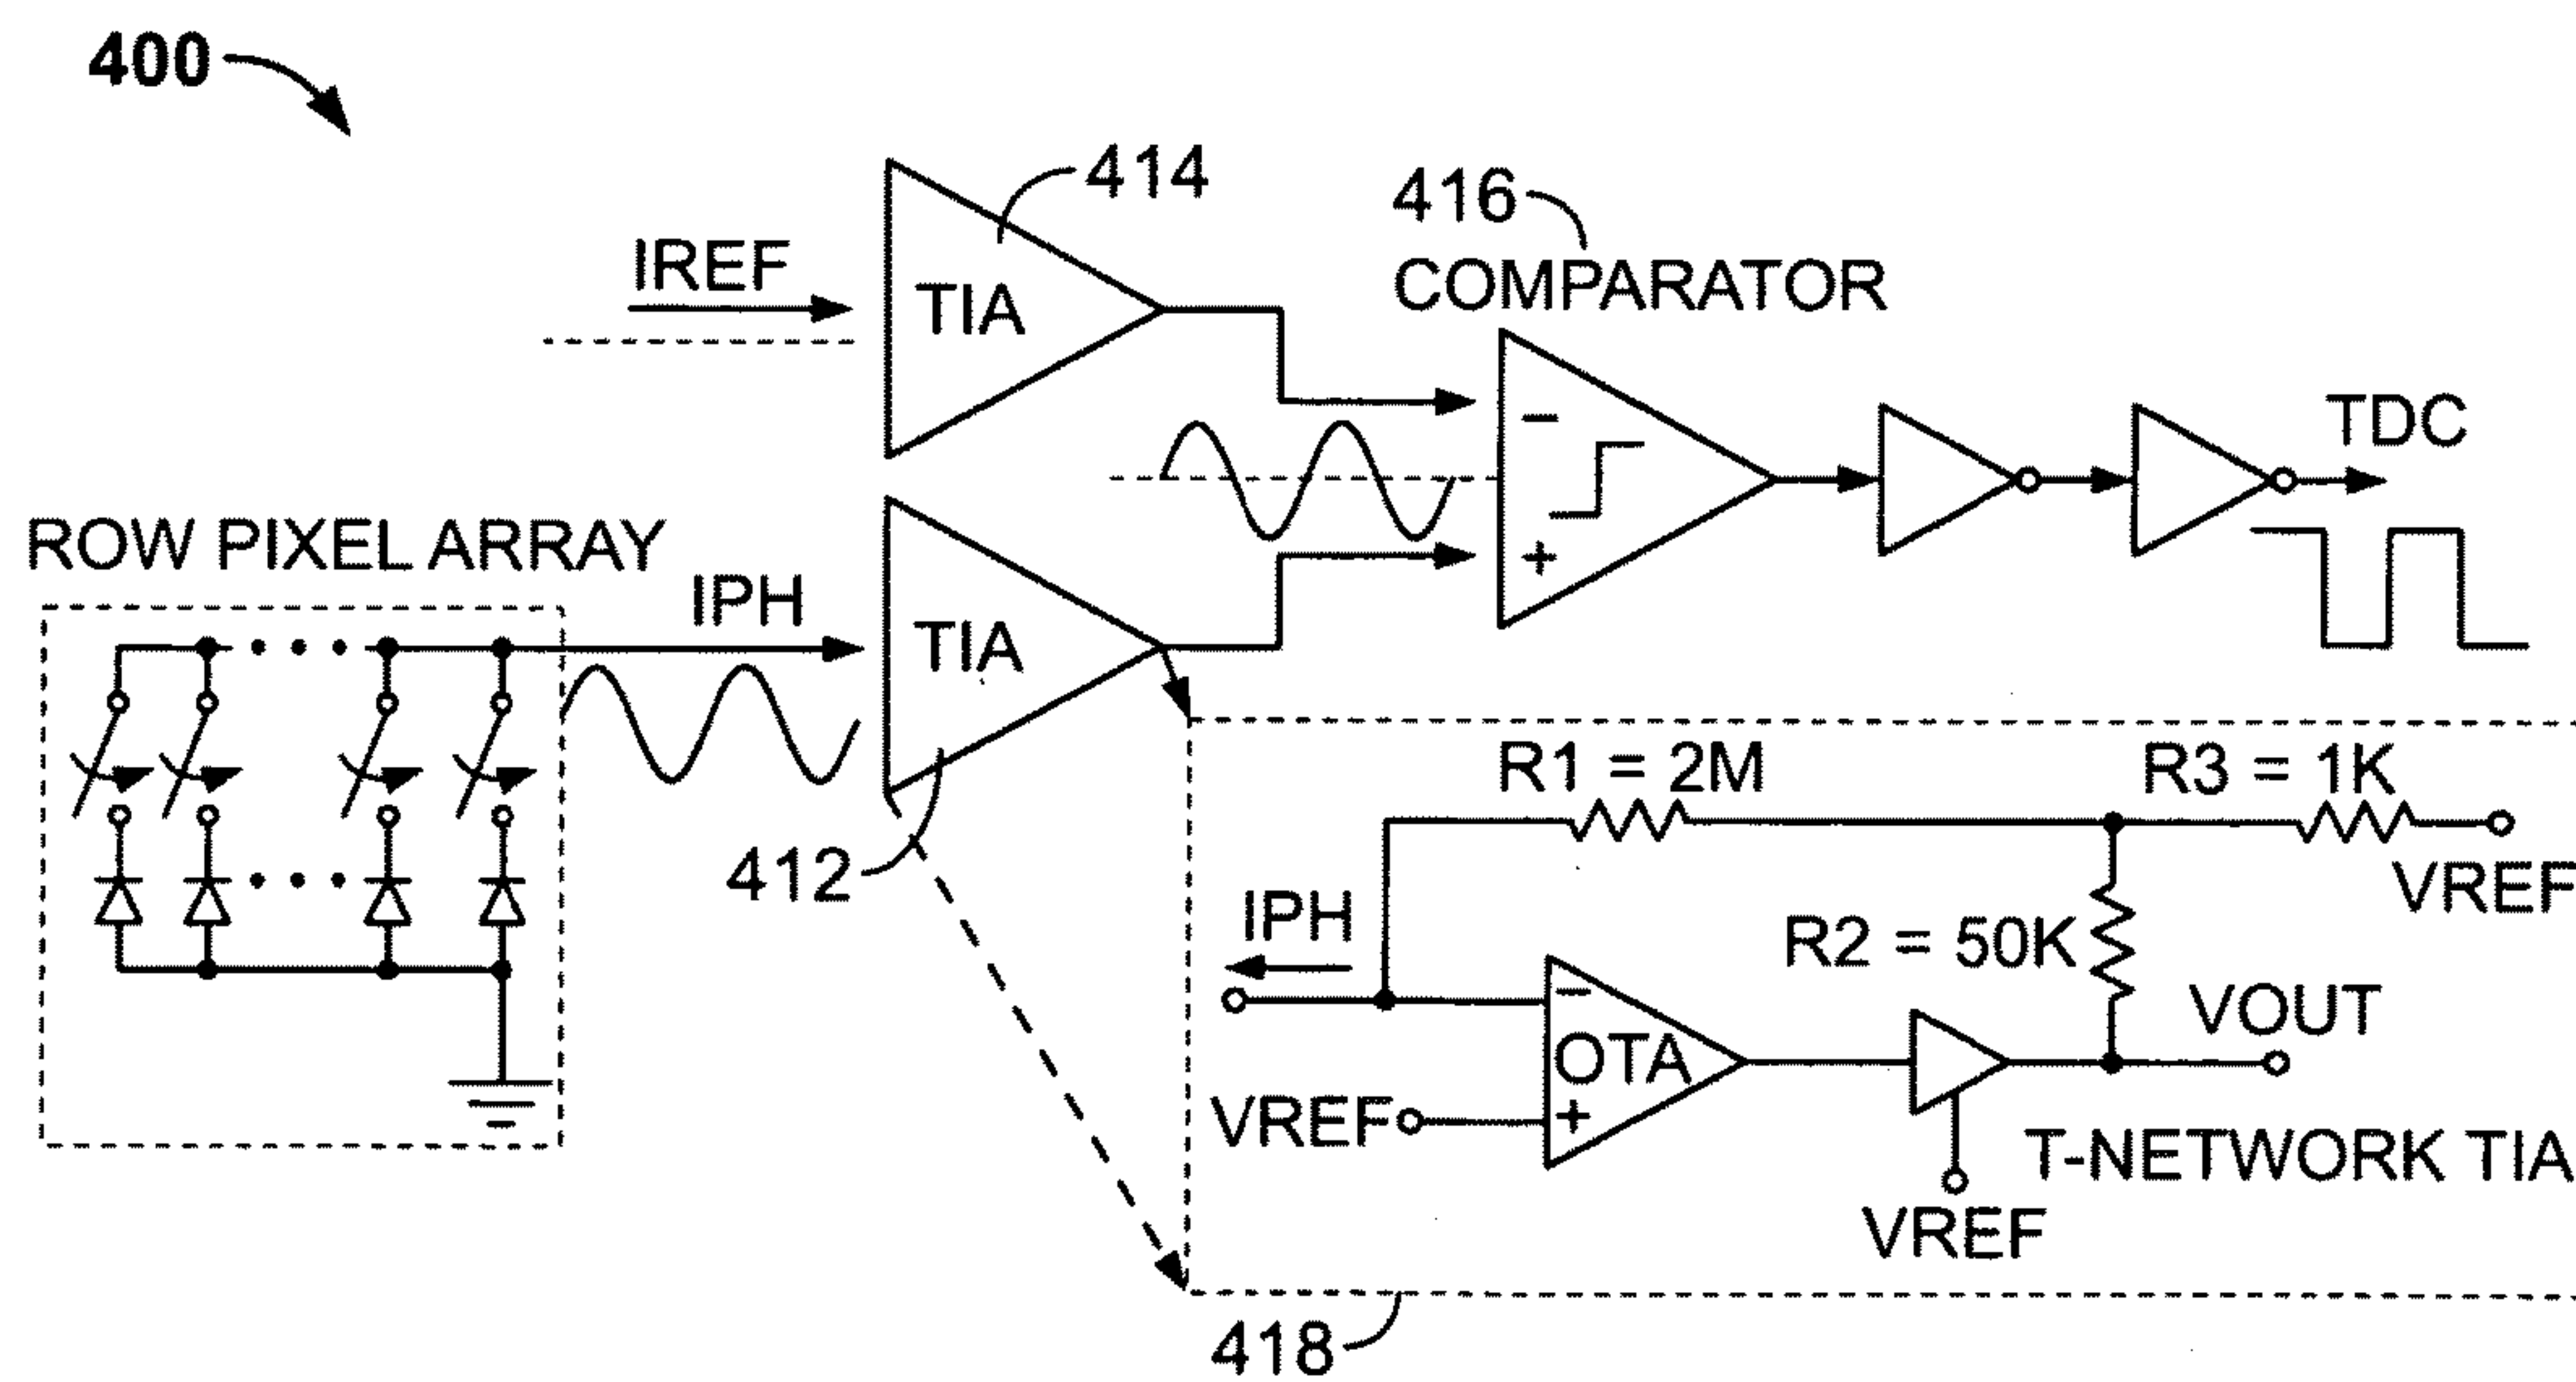 400
414
416
IREF
TIA
COMPARATOR
−
+
TDC
ROW PIXEL ARRAY
IPH
TIA
412
R1 = 2M
R3 = 1K
VREF
IPH
R2 = 50K
−
OTA
+
VOUT
VREF
T-NETWORK TIA
VREF
418